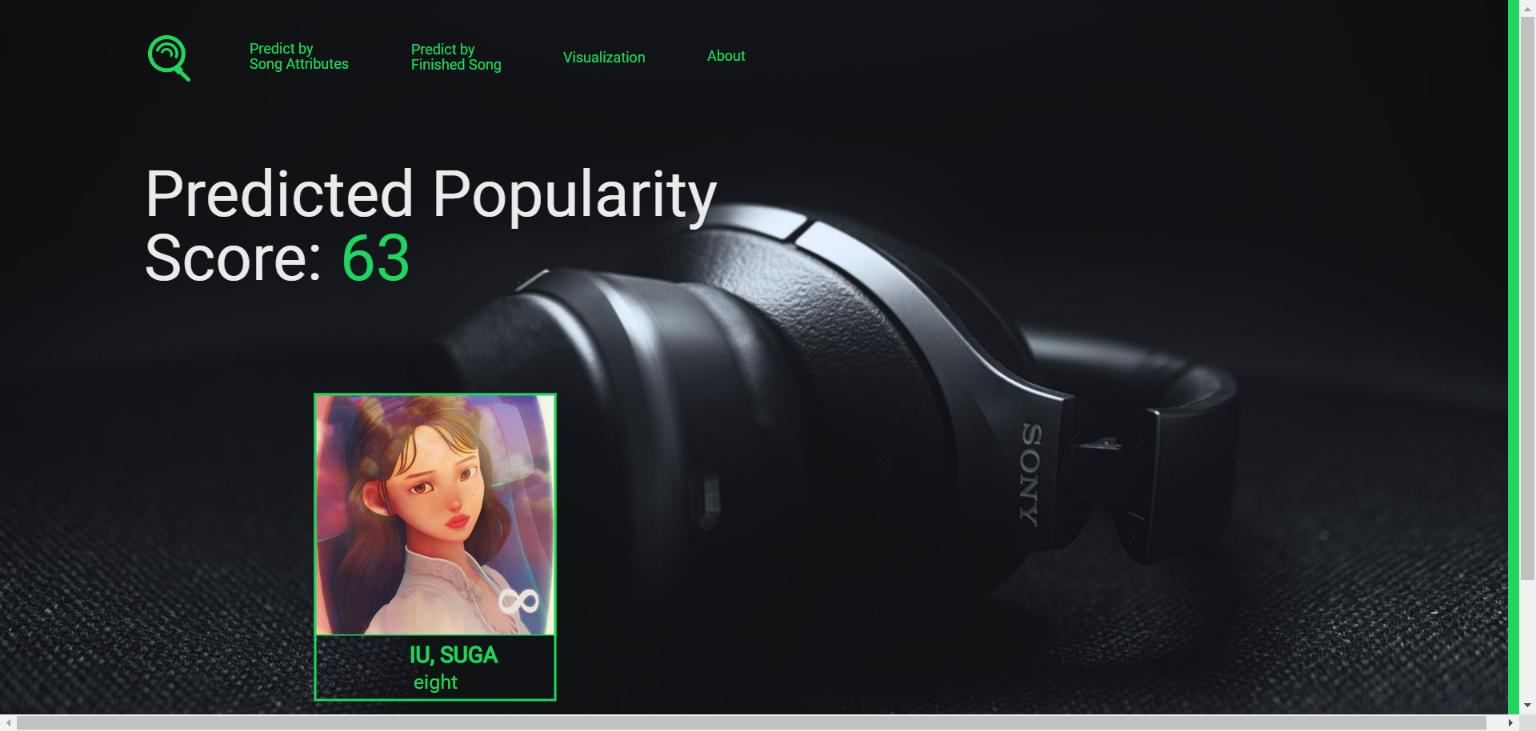 Predict by
Song Attributes
Predict by
Finished Song
Visualization
About
Predicted Popularity
Score: 63
SONY
IU, SUGA
eight